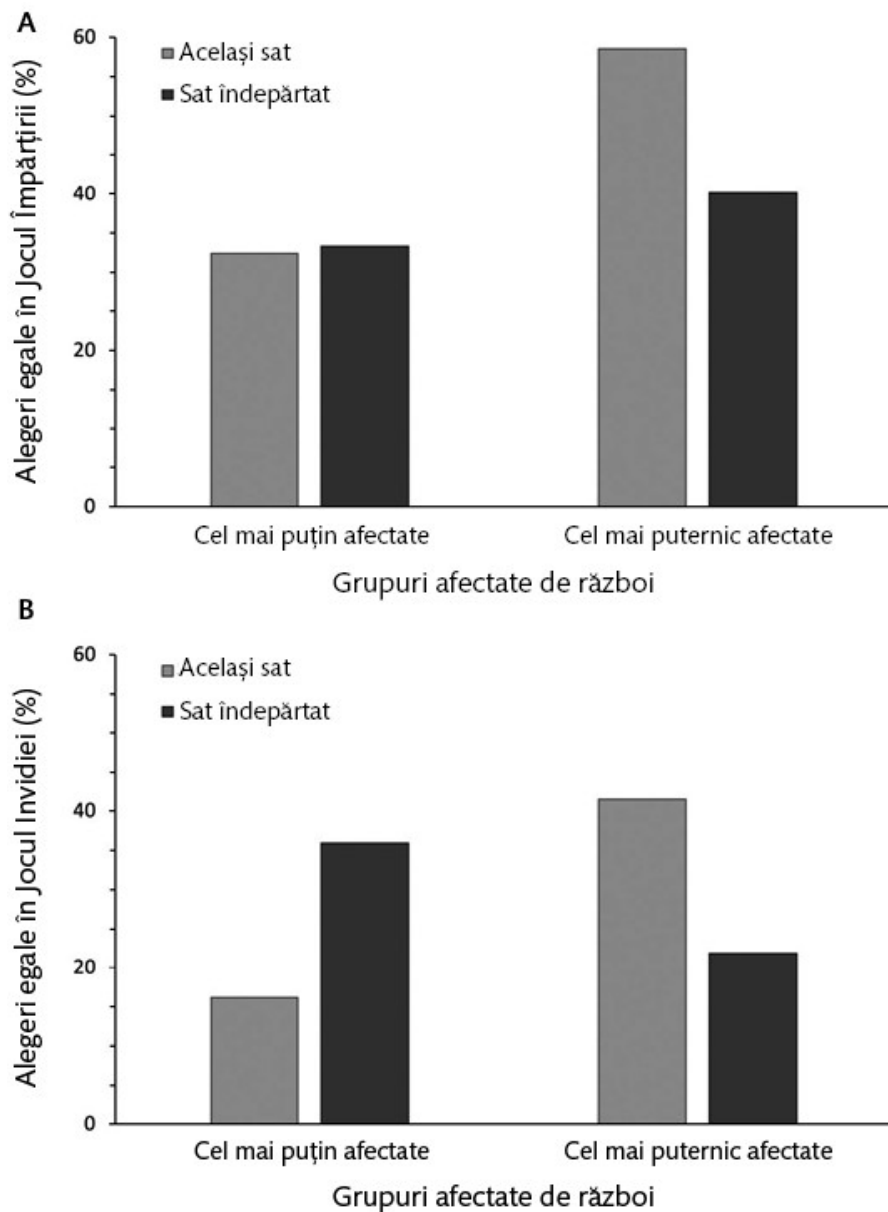 A
Alegeri egale în Jocul Împărțirii (%)
60
40
20
0
Același sat
Sat îndepărtat
Cel mai puțin afectate
Cel mai puternic afectate
Grupuri afectate de război
B
Alegeri egale în Jocul Invidiei (%)
60
40
20
0
Același sat
Sat îndepărtat
Cel mai puțin afectate
Cel mai puternic afectate
Grupuri afectate de război